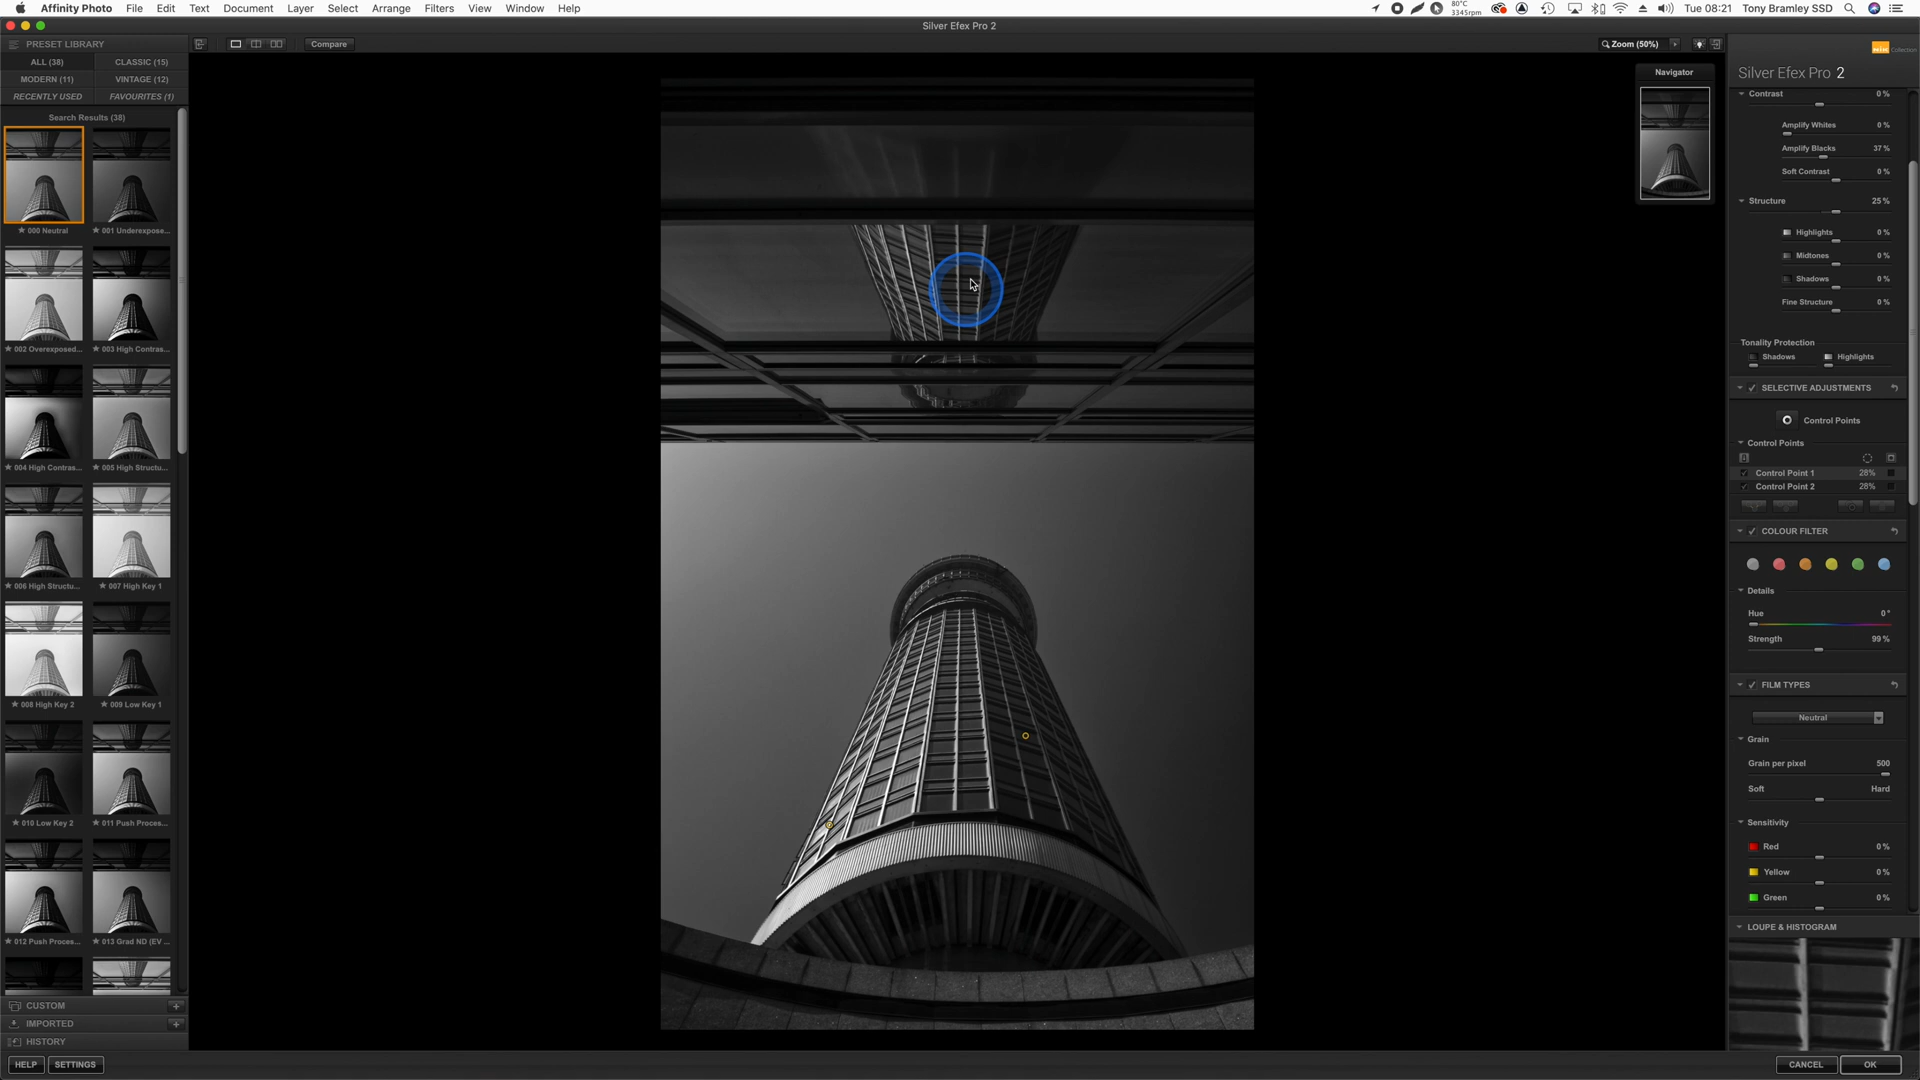 Affinity Photo File Edit Text Document Layer Select Arrange Filters View Window Help
80°C
3345rpm
Tue 08:21 Tony Bramley SSD
Silver Efex Pro 2
PRESET LIBRARY
Compare
Zoom (50%)
ALL (38) CLASSIC (15)
MODERN (11) VINTAGE (12)
RECENTLY USED FAVOURITES (1)
Search Results (38)
000 Neutral 001 Underexpose...
002 Overexposed... 003 High Contras...
004 High Contras... 005 High Structu...
006 High Structu... 007 High Key 1
008 High Key 2 009 Low Key 1
010 Low Key 2 011 Push Proces...
012 Push Proces... 013 Grad ND (EV ...
CUSTOM
IMPORTED
HISTORY
HELP SETTINGS
Navigator
nik Collection
Silver Efex Pro 2
Contrast 0 %
Amplify Whites 0 %
Amplify Blacks 37 %
Soft Contrast 0 %
Structure 25 %
Highlights 0 %
Midtones 0 %
Shadows 0 %
Fine Structure 0 %
Tonality Protection
Shadows Highlights
SELECTIVE ADJUSTMENTS
Control Points
Control Points
Control Point 1 28%
Control Point 2 28%
COLOUR FILTER
Details
Hue 0°
Strength 99 %
FILM TYPES
Neutral
Grain
Grain per pixel 500
Soft Hard
Sensitivity
Red 0 %
Yellow 0 %
Green 0 %
LOUPE & HISTOGRAM
CANCEL OK